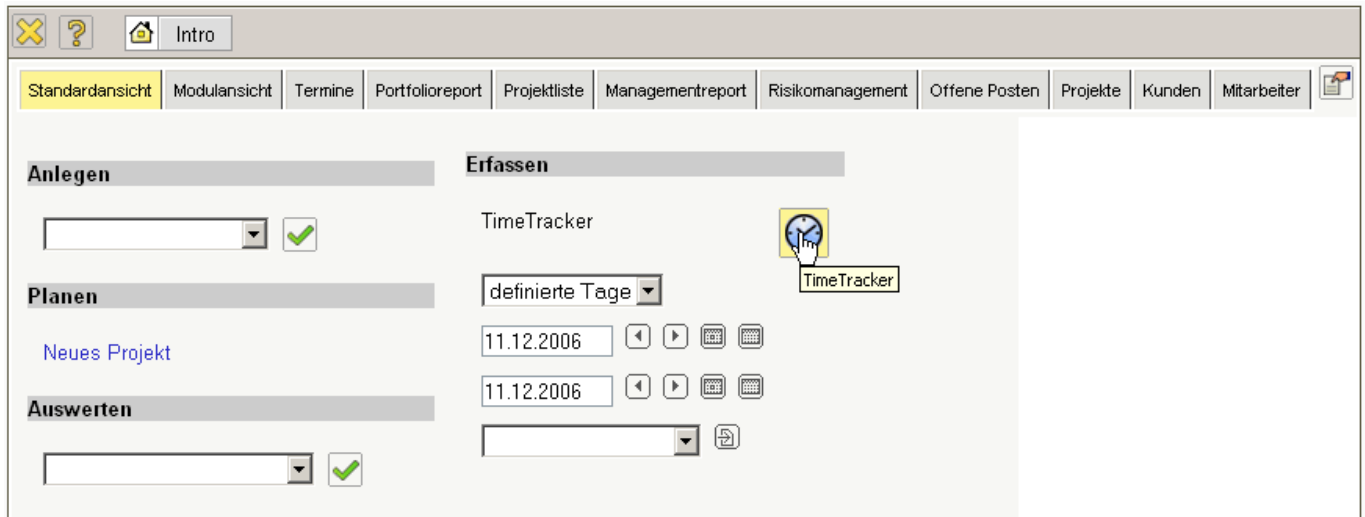 Intro
Standardansicht Modulansicht Termine Portfolioreport Projektliste Managementreport Risikomanagement Offene Posten Projekte Kunden Mitarbeiter
Anlegen
Planen
Neues Projekt
Auswerten
Erfassen
TimeTracker
TimeTracker
definierte Tage
11.12.2006
11.12.2006